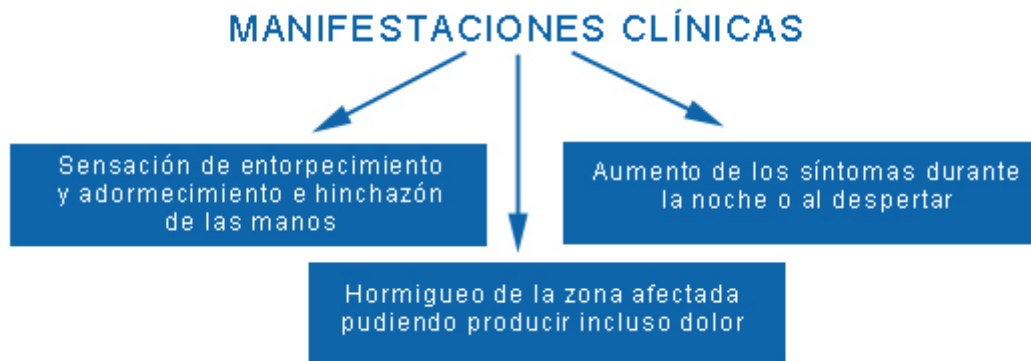 MANIFESTACIONES CLÍNICAS
Sensación de entorpecimiento
y adormecimiento e hinchazón
de las manos
Aumento de los síntomas durante
la noche o al despertar
Hormigueo de la zona afectada
pudiendo producir incluso dolor